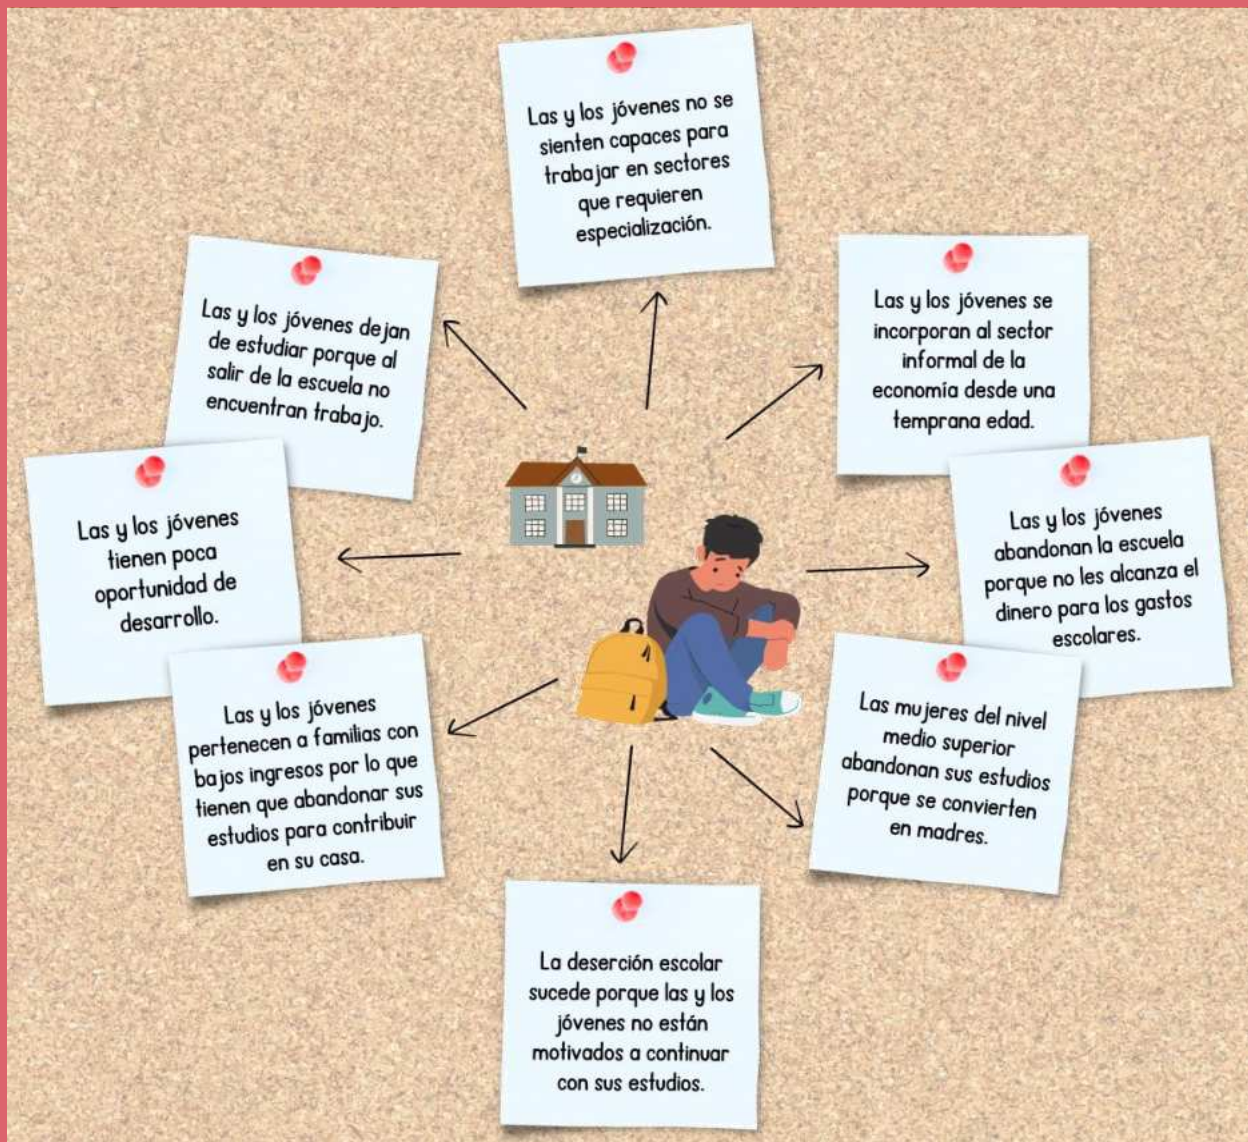 Las y los jóvenes no se
sienten capaces para
trabajar en sectores
que requieren
especialización.
Las y los jóvenes dejan
de estudiar porque al
salir de la escuela no
encuentran trabajo.
Las y los jóvenes se
incorporan al sector
informal de la
economía desde una
temprana edad.
Las y los jóvenes
tienen poca
oportunidad de
desarrollo.
Las y los jóvenes
abandonan la escuela
porque no les alcanza el
dinero para los gastos
escolares.
Las y los jóvenes
pertenecen a familias con
bajos ingresos por lo que
tienen que abandonar sus
estudios para contribuir
en su casa.
Las mujeres del nivel
medio superior
abandonan sus estudios
porque se convierten
en madres.
La deserción escolar
sucede porque las y los
jóvenes no están
motivados a continuar
con sus estudios.